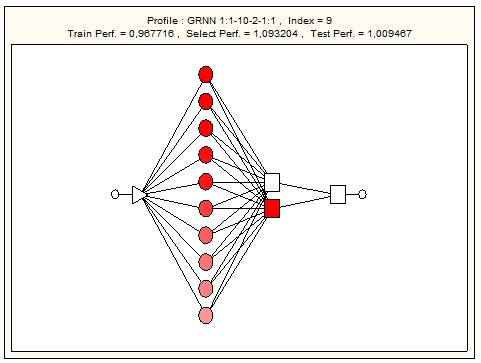 Profile : GRNN 1:1-10-2-1:1 , Index = 9
Train Perf. = 0,967716 , Select Perf. = 1,093204 , Test Perf. = 1,009467